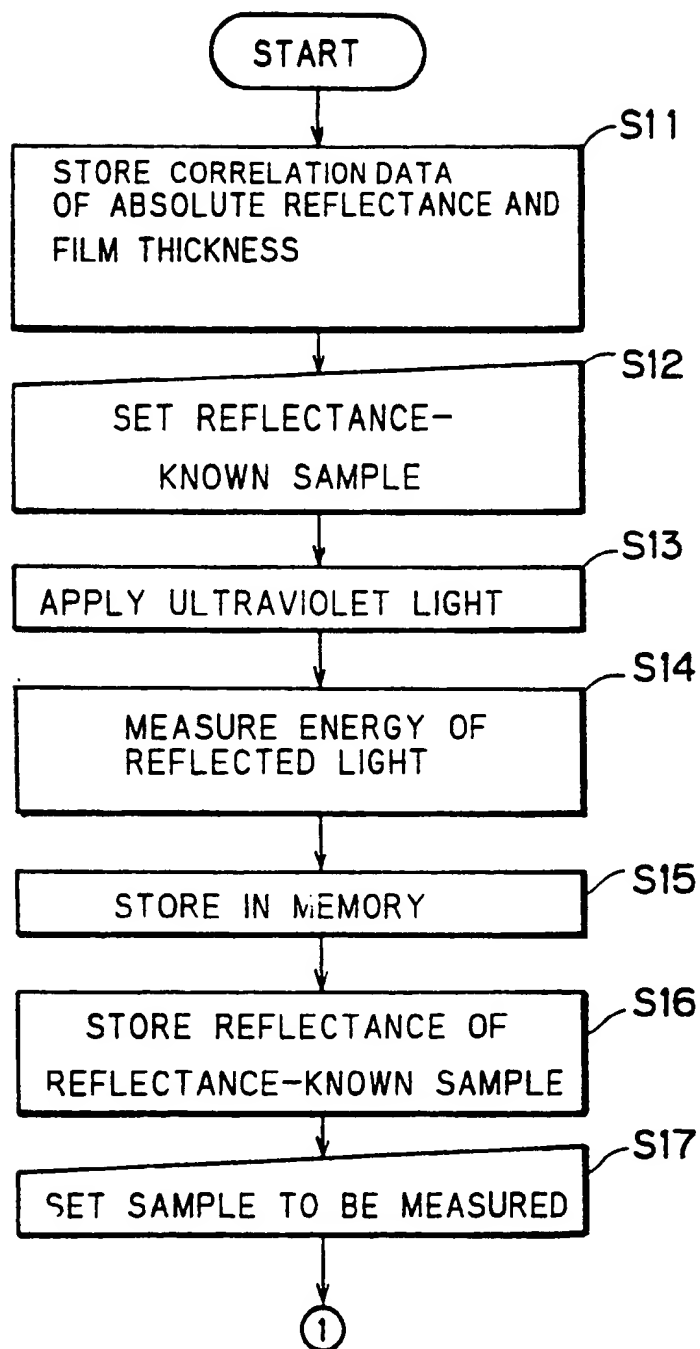 START
S11
STORE CORRELATION DATA
OF ABSOLUTE REFLECTANCE AND
FILM THICKNESS
S12
SET REFLECTANCE-
KNOWN SAMPLE
S13
APPLY ULTRAVIOLET LIGHT
S14
MEASURE ENERGY OF
REFLECTED LIGHT
S15
STORE IN MEMORY
S16
STORE REFLECTANCE OF
REFLECTANCE-KNOWN SAMPLE
S17
SET SAMPLE TO BE MEASURED
1